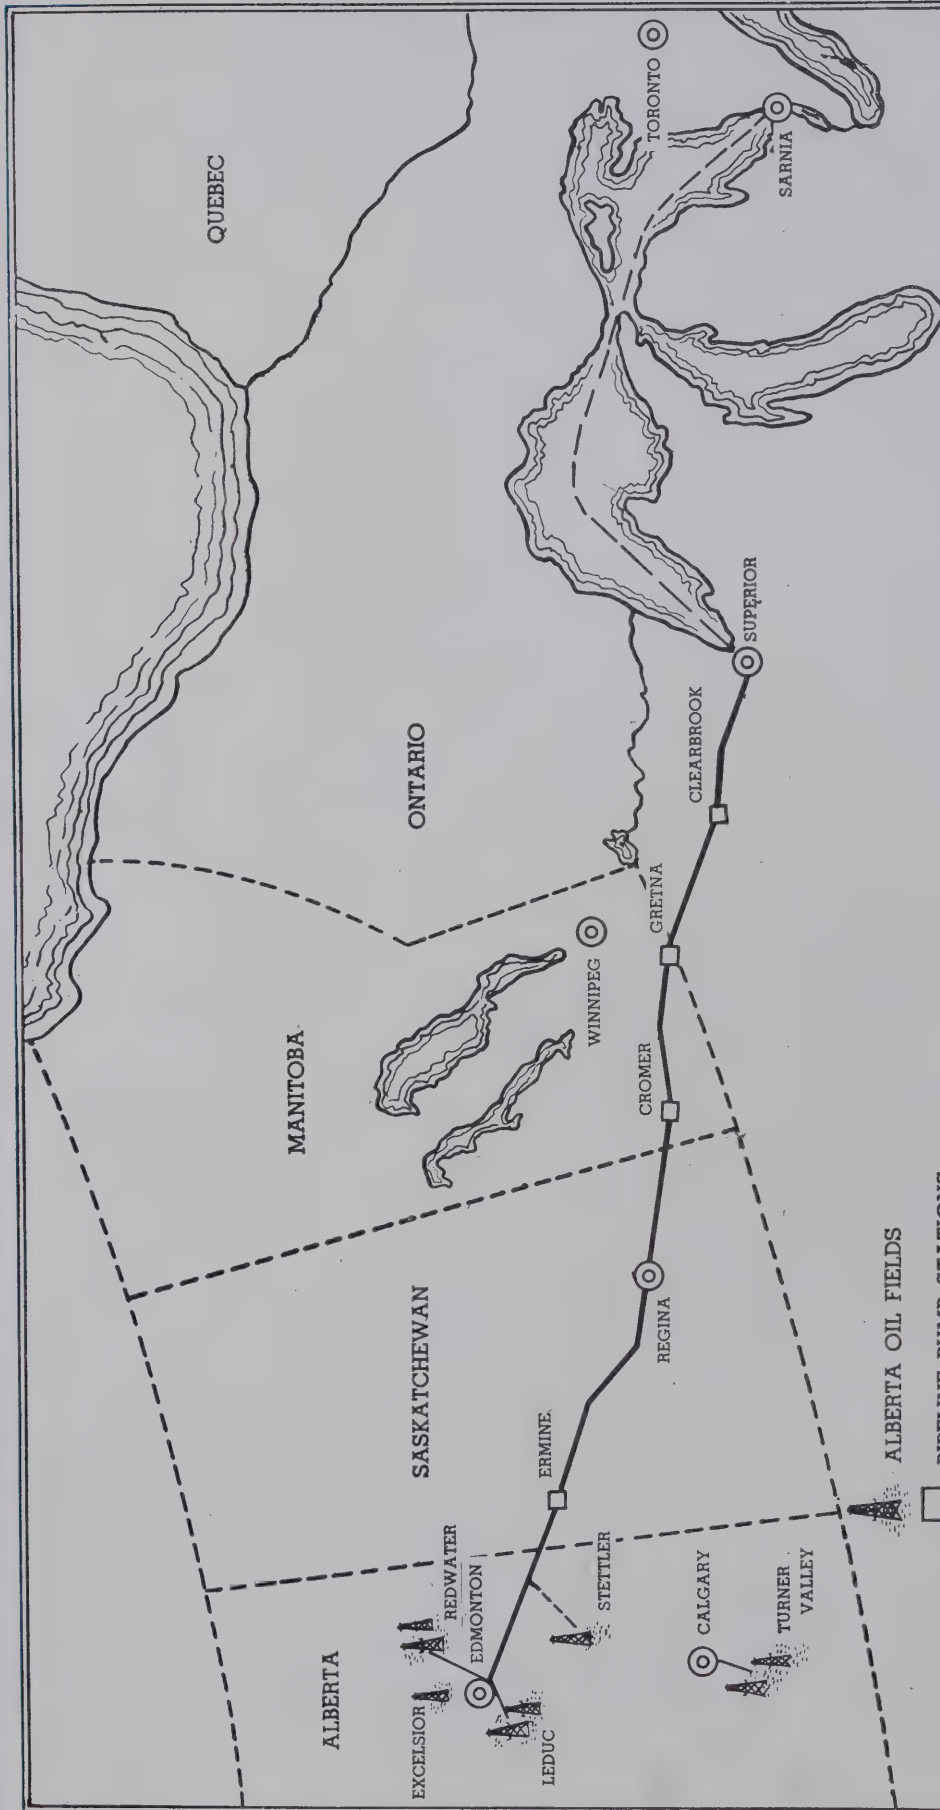 QUEBEC
TORONTO
SARNIA
ONTARIO
SUPERIOR
CLEARBROOK
GRETNA
MANITOBA
WINNIPEG
CROMER
SASKATCHEWAN
REGINA
ERMINE
ALBERTA
EXCELSIOR
REDWATER
EDMONTON
LEDUC
STETTLER
CALGARY
TURNER
VALLEY
ALBERTA OIL FIELDS